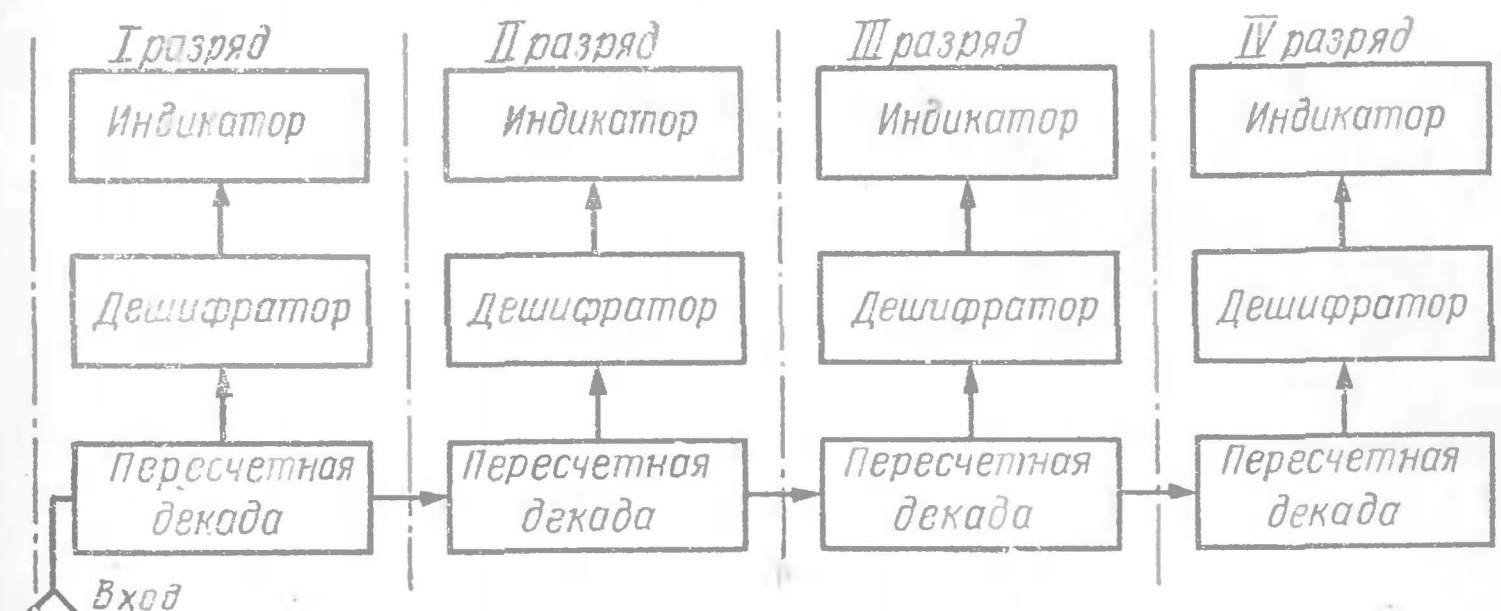 I разряд
II разряд
III разряд
IV разряд
Индикатор
Индикатор
Индикатор
Индикатор
Дешифратор
Дешифратор
Дешифратор
Дешифратор
Пересчетная
декада
Пересчетная
декада
Пересчетная
декада
Пересчетная
декада
Вход